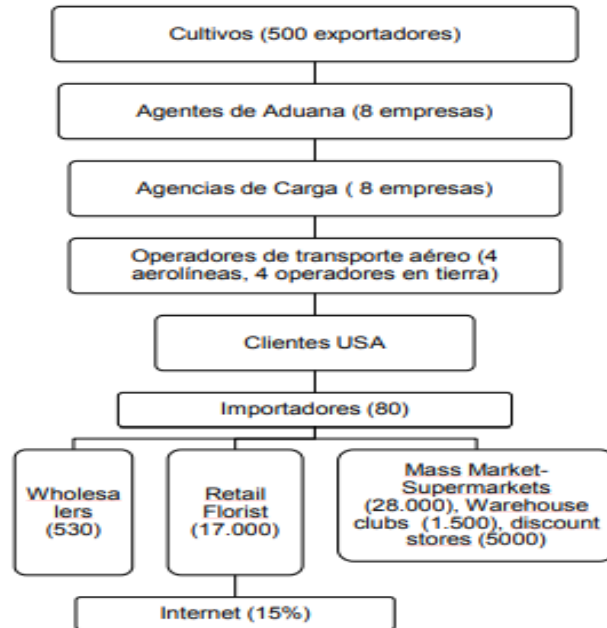 Cultivos (500 exportadores)
Agentes de Aduana (8 empresas)
Agencias de Carga ( 8 empresas)
Operadores de transporte aéreo (4
aerolíneas, 4 operadores en tierra)
Clientes USA
Importadores (80)
Wholesa
lers
(530)
Retail
Florist
(17.000)
Mass Market-
Supermarkets
(28.000), Warehouse
clubs (1.500), discount
stores (5000)
Internet (15%)